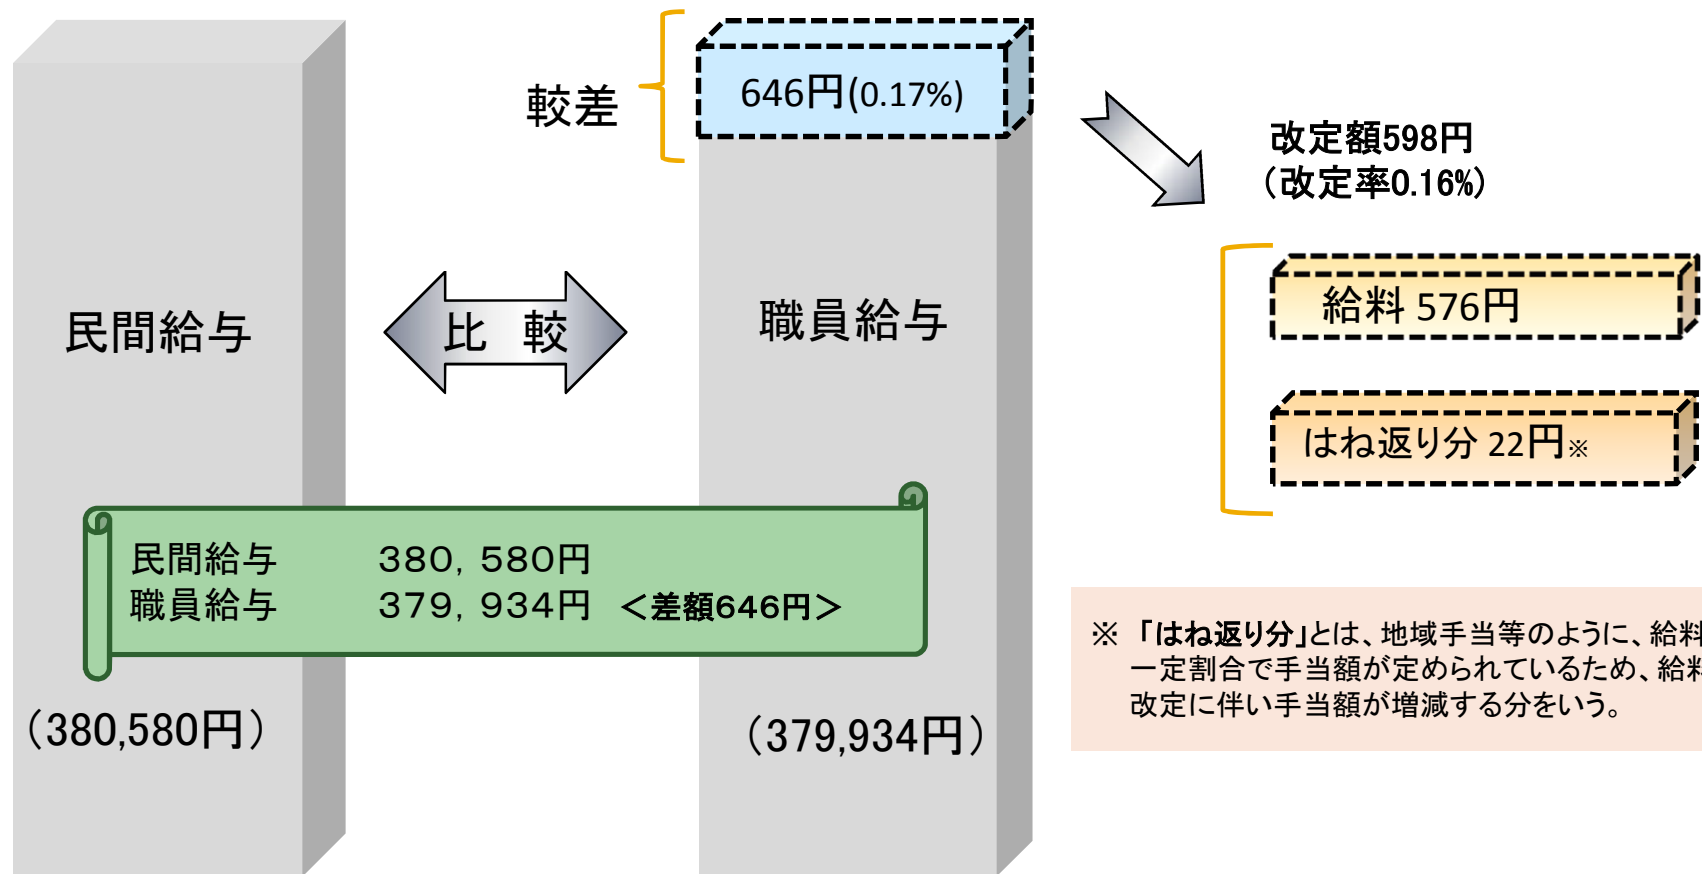 較差
646円(0.17%)
改定額598円
（改定率0.16%）
民間給与
比　較
職員給与
給料 576円
はね返り分 22円※
民間給与　　　380，580円
職員給与　　　379，934円　＜差額646円＞
（380,580円）
（379,934円）
※ 「はね返り分」とは、地域手当等のように、給料
一定割合で手当額が定められているため、給料
改定に伴い手当額が増減する分をいう。